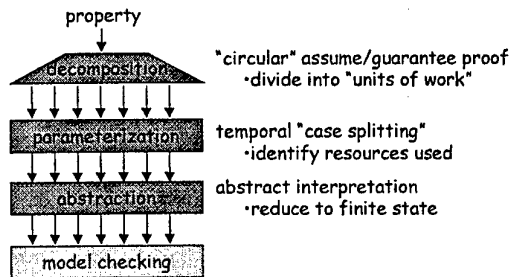 property
decomposition
"circular" assume/guarantee proof
•divide into "units of work"
parameterization
temporal "case splitting"
•identify resources used
abstractions
abstract interpretation
•reduce to finite state
model checking